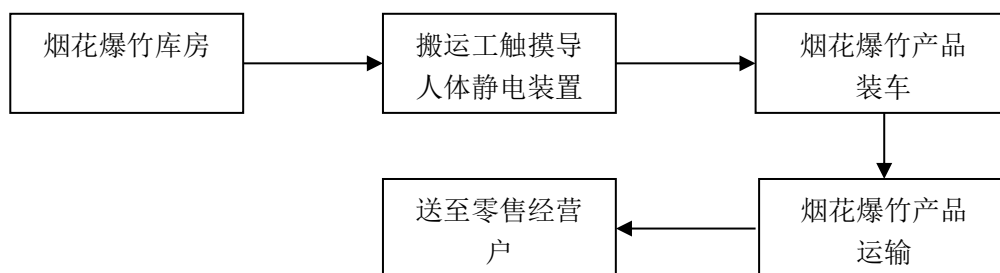 烟花爆竹库房
搬运工触摸导
人体静电装置
烟花爆竹产品
装车
烟花爆竹产品
运输
送至零售经营
户